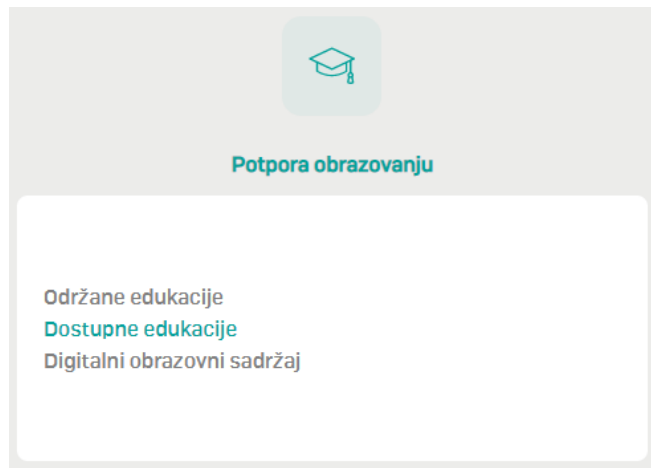 Potpora obrazovanju
Održane edukacije
Dostupne edukacije
Digitalni obrazovni sadržaj